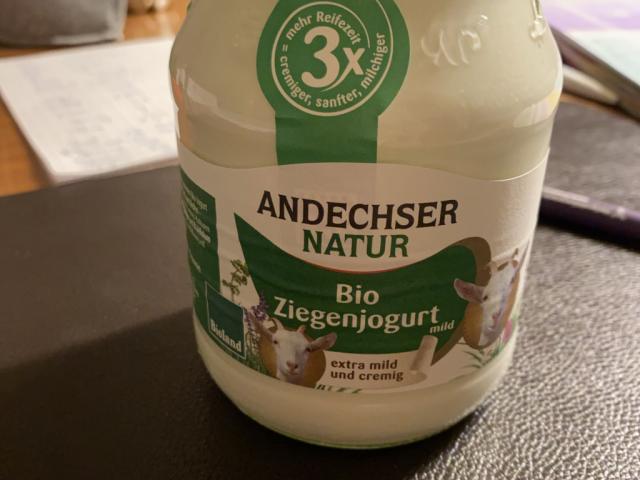 mehr Reifezeit
3x
= cremiger, sanfter, milchiger
ANDECHSER
NATUR
Bio
Ziegenjogurt
mild
Bioland
extra mild
und cremig